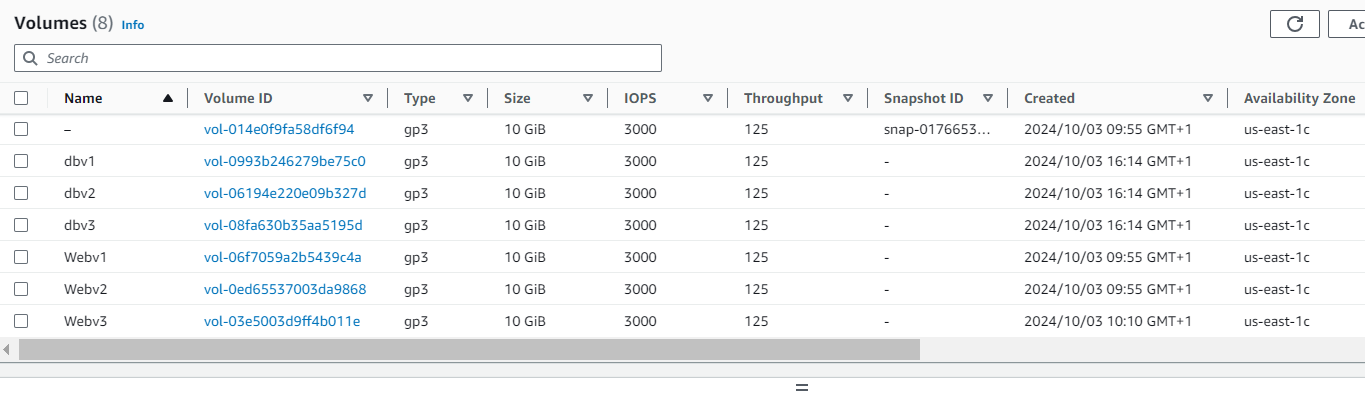 Volumes (8) Info
Ac
Search
Name Volume ID Type Size IOPS Throughput Snapshot ID Created Availability Zone
– vol-014e0f9fa58df6f94 gp3 10 GiB 3000 125 snap-0176653... 2024/10/03 09:55 GMT+1 us-east-1c
dbv1 vol-0993b246279be75c0 gp3 10 GiB 3000 125 - 2024/10/03 16:14 GMT+1 us-east-1c
dbv2 vol-06194e220e09b327d gp3 10 GiB 3000 125 - 2024/10/03 16:14 GMT+1 us-east-1c
dbv3 vol-08fa630b35aa5195d gp3 10 GiB 3000 125 - 2024/10/03 16:14 GMT+1 us-east-1c
Webv1 vol-06f7059a2b5439c4a gp3 10 GiB 3000 125 - 2024/10/03 09:55 GMT+1 us-east-1c
Webv2 vol-0ed65537003da9868 gp3 10 GiB 3000 125 - 2024/10/03 09:55 GMT+1 us-east-1c
Webv3 vol-03e5003d9ff4b011e gp3 10 GiB 3000 125 - 2024/10/03 10:10 GMT+1 us-east-1c